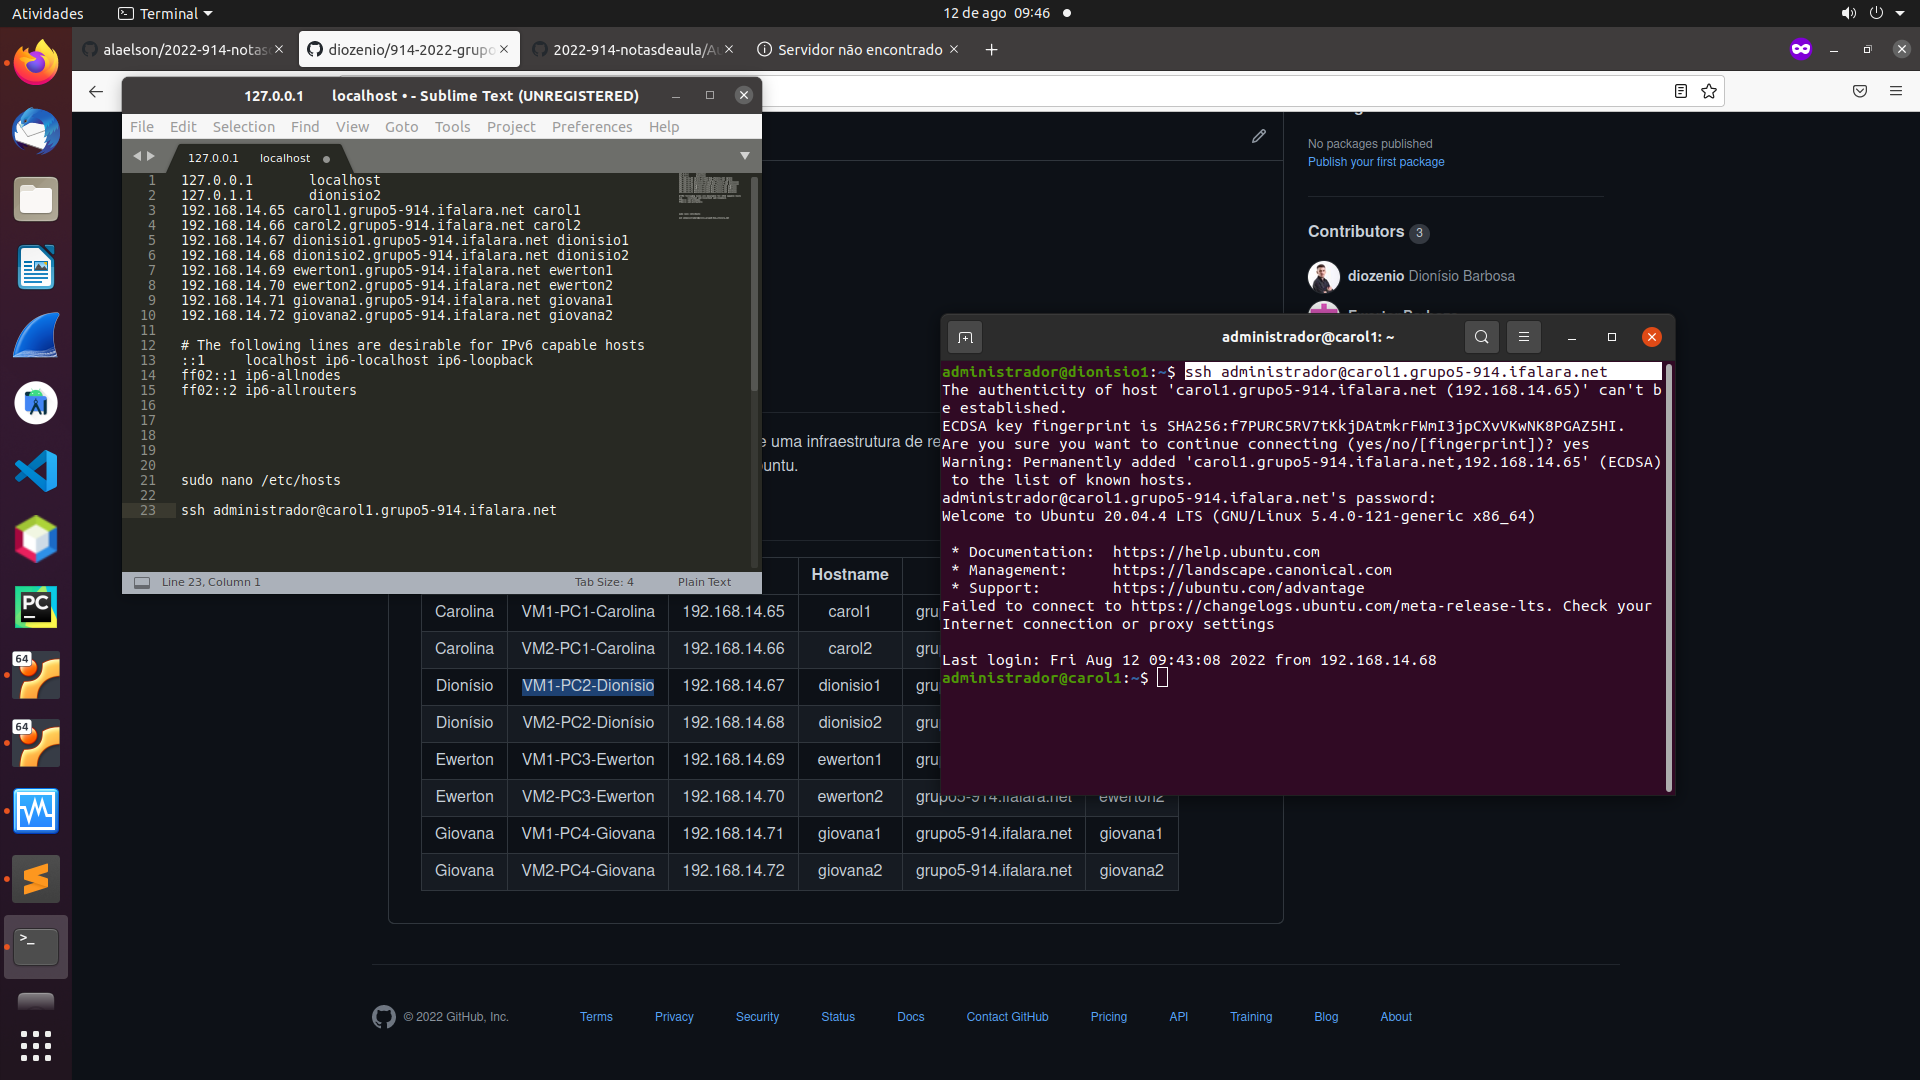 Atividades
Terminal
12 de ago 09:46
alaelson/2022-914-notas
diozenio/914-2022-grupo
2022-914-notasdeaula/A
Servidor não encontrado
127.0.0.1 localhost • - Sublime Text (UNREGISTERED)
File Edit Selection Find View Goto Tools Project Preferences Help
127.0.0.1 localhost
1 127.0.0.1 localhost
2 127.0.1.1 dionisio2
3 192.168.14.65 carol1.grupo5-914.ifalara.net carol1
4 192.168.14.66 carol2.grupo5-914.ifalara.net carol2
5 192.168.14.67 dionisio1.grupo5-914.ifalara.net dionisio1
6 192.168.14.68 dionisio2.grupo5-914.ifalara.net dionisio2
7 192.168.14.69 ewerton1.grupo5-914.ifalara.net ewerton1
8 192.168.14.70 ewerton2.grupo5-914.ifalara.net ewerton2
9 192.168.14.71 giovana1.grupo5-914.ifalara.net giovana1
10 192.168.14.72 giovana2.grupo5-914.ifalara.net giovana2
11
12 # The following lines are desirable for IPv6 capable hosts
13 ::1 localhost ip6-localhost ip6-loopback
14 ff02::1 ip6-allnodes
15 ff02::2 ip6-allrouters
16
17
18
19
20
21 sudo nano /etc/hosts
22
23 ssh administrador@carol1.grupo5-914.ifalara.net
Line 23, Column 1
Tab Size: 4
Plain Text
No packages published
Publish your first package
Contributors 3
diozenio Dionísio Barbosa
e uma infraestrutura de re
untu.
administrador@carol1: ~
administrador@dionisio1:~$ ssh administrador@carol1.grupo5-914.ifalara.net
The authenticity of host 'carol1.grupo5-914.ifalara.net (192.168.14.65)' can't b
e established.
ECDSA key fingerprint is SHA256:f7PURC5RV7tKkjDAtmkrFWmI3jpCXvVKwNK8PGAZ5HI.
Are you sure you want to continue connecting (yes/no/[fingerprint])? yes
Warning: Permanently added 'carol1.grupo5-914.ifalara.net,192.168.14.65' (ECDSA)
to the list of known hosts.
administrador@carol1.grupo5-914.ifalara.net's password:
Welcome to Ubuntu 20.04.4 LTS (GNU/Linux 5.4.0-121-generic x86_64)
* Documentation: https://help.ubuntu.com
* Management: https://landscape.canonical.com
* Support: https://ubuntu.com/advantage
Failed to connect to https://changelogs.ubuntu.com/meta-release-lts. Check your
Internet connection or proxy settings
Last login: Fri Aug 12 09:43:08 2022 from 192.168.14.68
administrador@carol1:~$
Hostname
Carolina VM1-PC1-Carolina 192.168.14.65 carol1 gru
Carolina VM2-PC1-Carolina 192.168.14.66 carol2 gru
Dionísio VM1-PC2-Dionísio 192.168.14.67 dionisio1 gru
Dionísio VM2-PC2-Dionísio 192.168.14.68 dionisio2 gru
Ewerton VM1-PC3-Ewerton 192.168.14.69 ewerton1 gru
Ewerton VM2-PC3-Ewerton 192.168.14.70 ewerton2 grupo5-914.ifalara.net ewerton2
Giovana VM1-PC4-Giovana 192.168.14.71 giovana1 grupo5-914.ifalara.net giovana1
Giovana VM2-PC4-Giovana 192.168.14.72 giovana2 grupo5-914.ifalara.net giovana2
64
PC
64
© 2022 GitHub, Inc.
Terms Privacy Security Status Docs Contact GitHub Pricing API Training Blog About